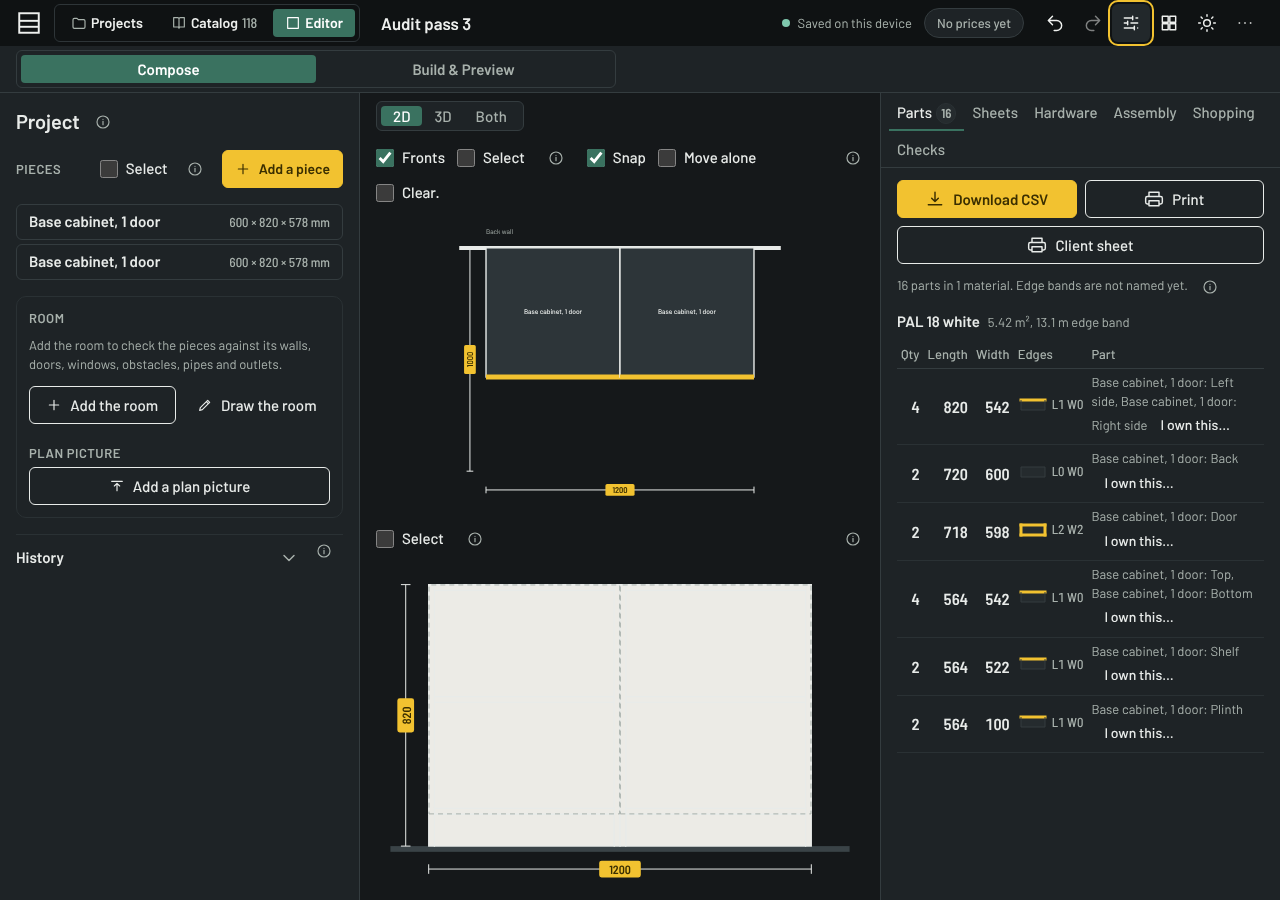 Projects
Catalog 118
Editor
Audit pass 3
Saved on this device
No prices yet
Compose
Build & Preview
Project
PIECES
Select
Add a piece
Base cabinet, 1 door 600 × 820 × 578 mm
Base cabinet, 1 door 600 × 820 × 578 mm
ROOM
Add the room to check the pieces against its walls,
doors, windows, obstacles, pipes and outlets.
Add the room
Draw the room
PLAN PICTURE
Add a plan picture
History
2D 3D Both
Fronts Select Snap Move alone
Clear.
Back wall
Base cabinet, 1 door
Base cabinet, 1 door
1000
1200
Select
820
1200
Parts 16 Sheets Hardware Assembly Shopping
Checks
Download CSV
Print
Client sheet
16 parts in 1 material. Edge bands are not named yet.
PAL 18 white 5.42 m², 13.1 m edge band
Qty Length Width Edges Part
4 820 542 L1 W0 Base cabinet, 1 door: Left
side, Base cabinet, 1 door:
Right side I own this...
2 720 600 L0 W0 Base cabinet, 1 door: Back
I own this...
2 718 598 L2 W2 Base cabinet, 1 door: Door
I own this...
4 564 542 L1 W0 Base cabinet, 1 door: Top,
Base cabinet, 1 door: Bottom
I own this...
2 564 522 L1 W0 Base cabinet, 1 door: Shelf
I own this...
2 564 100 L1 W0 Base cabinet, 1 door: Plinth
I own this...